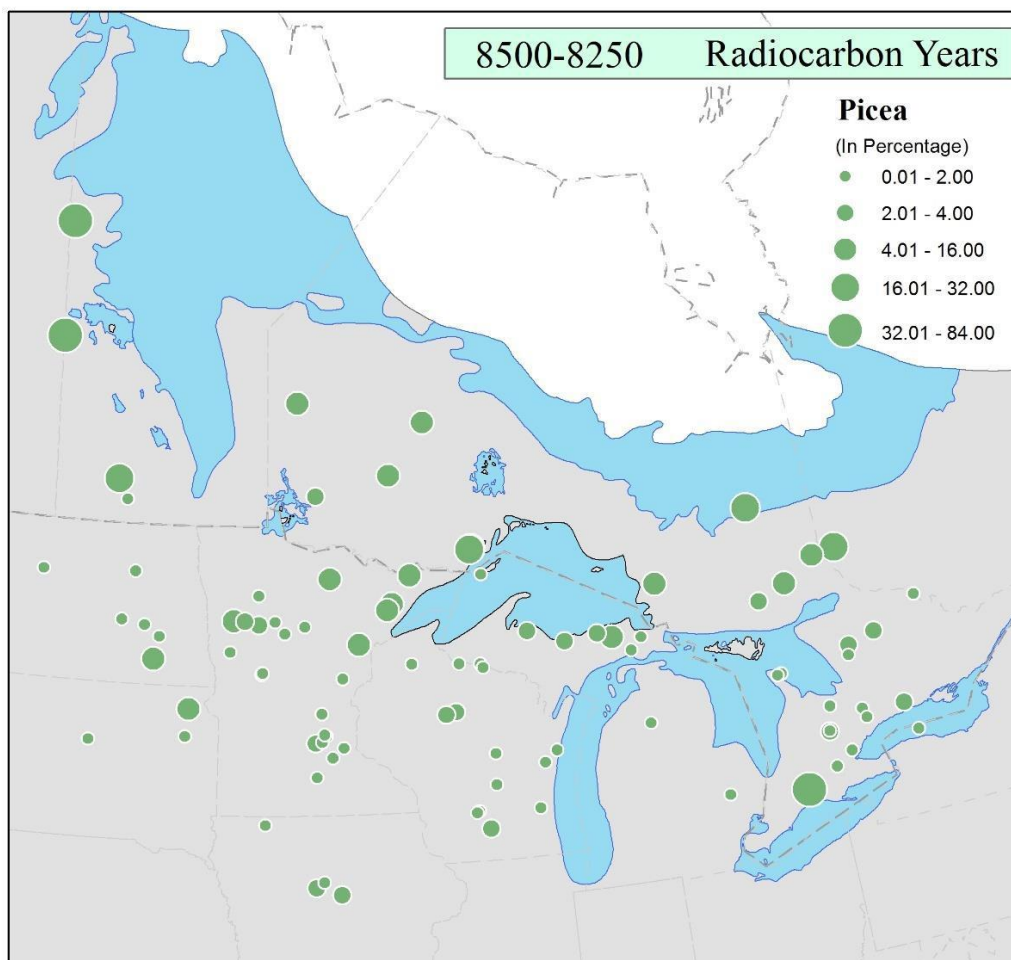 8500-8250 Radiocarbon Years
Picea
(In Percentage)
0.01 - 2.00
2.01 - 4.00
4.01 - 16.00
16.01 - 32.00
32.01 - 84.00